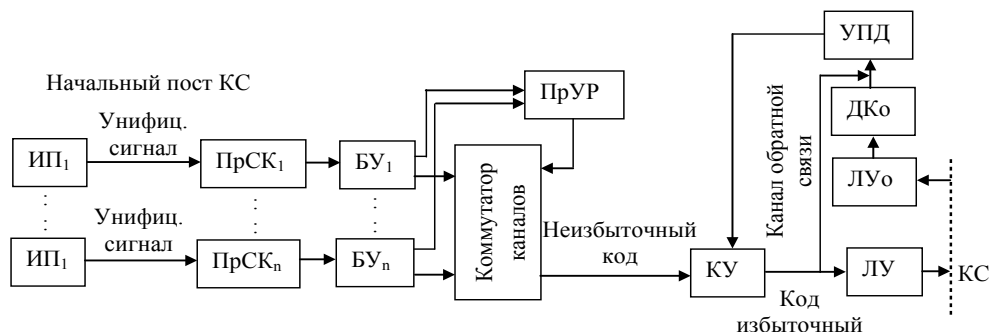 УПД
Начальный пост КС
ПрУР
Унифиц.
сигнал
ДКо
ИП1
ПрСК1
БУ1
Коммутатор
каналов
Канал обратной
связи
ЛУо
Унифиц.
сигнал
ИП1
ПрСКn
БУn
Неизбыточный
код
КУ
ЛУ
КС
Код
избыточный